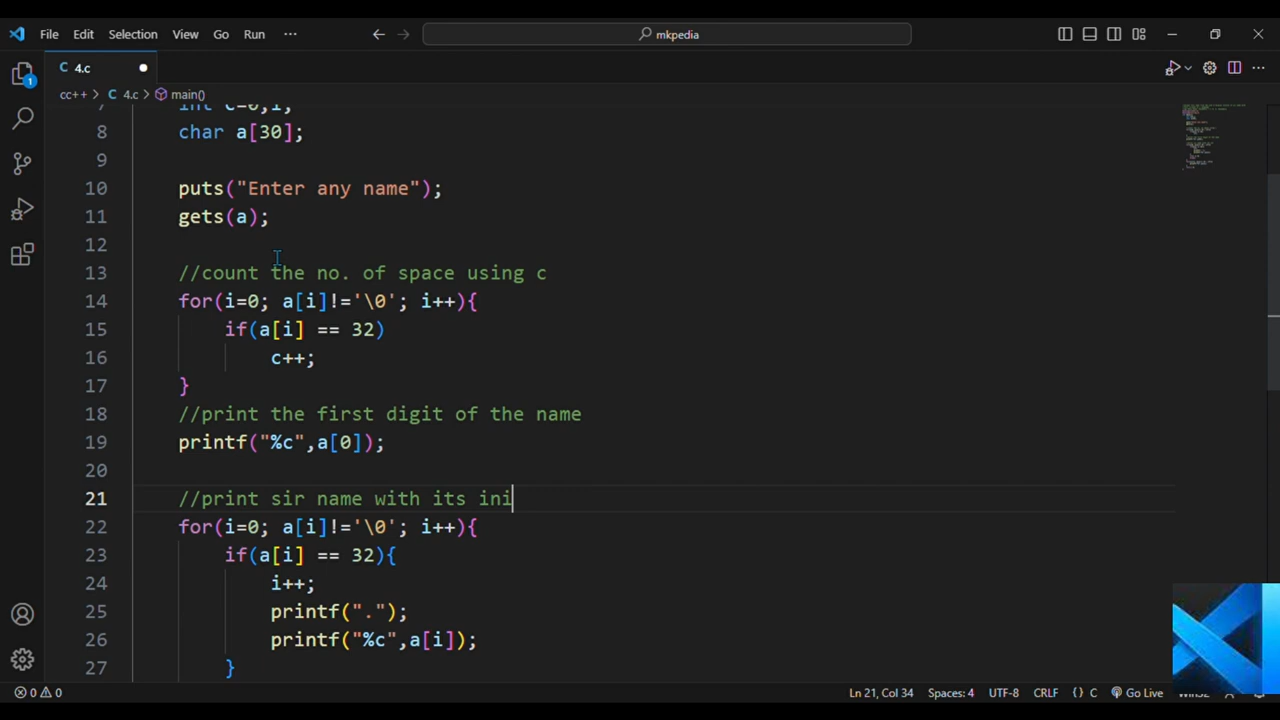 File Edit Selection View Go Run ··· mkpedia
4.c
cc++ > C 4.c > main()
7 int c=0,i;
8 char a[30];
9
10 puts("Enter any name");
11 gets(a);
12
13 //count the no. of space using c
14 for(i=0; a[i]!='\0'; i++){
15 if(a[i] == 32)
16 c++;
17 }
18 //print the first digit of the name
19 printf("%c",a[0]);
20
21 //print sir name with its ini
22 for(i=0; a[i]!='\0'; i++){
23 if(a[i] == 32){
24 i++;
25 printf(".");
26 printf("%c",a[i]);
27 }
0 0 Ln 21, Col 34 Spaces: 4 UTF-8 CRLF {} C Go Live Win32